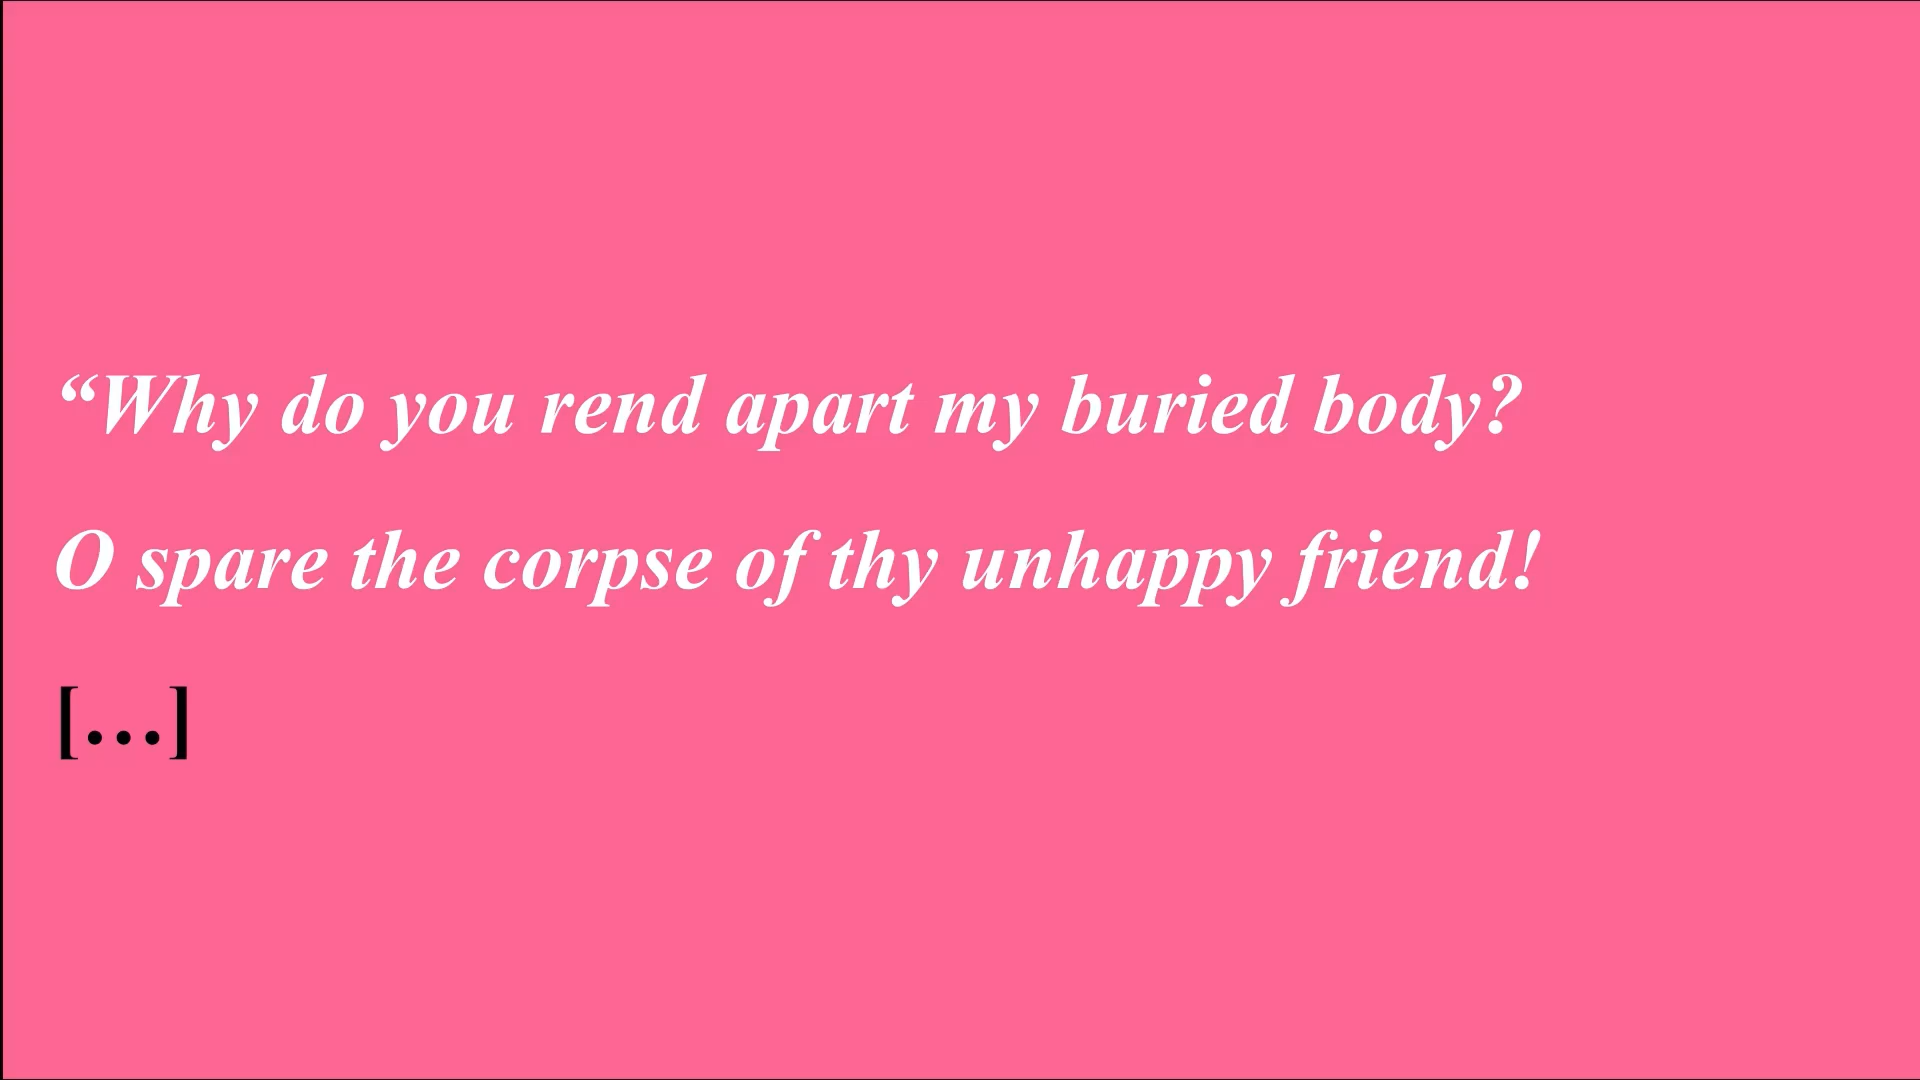 “Why do you rend apart my buried body?
O spare the corpse of thy unhappy friend!
[…]